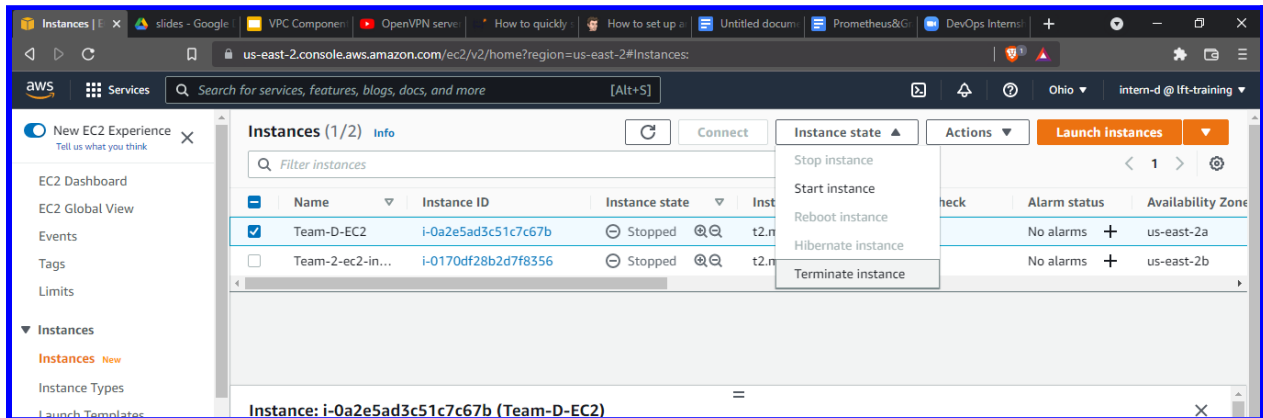 Instances | E
slides - Google
VPC Component
OpenVPN server
How to quickly
How to set up a
Untitled docume
Prometheus&Gr
DevOps Interns
us-east-2.console.aws.amazon.com/ec2/v2/home?region=us-east-2#Instances:
1
aws
Services
Search for services, features, blogs, docs, and more
[Alt+S]
Ohio ▼
intern-d @ lft-training ▼
New EC2 Experience
Tell us what you think
EC2 Dashboard
EC2 Global View
Events
Tags
Limits
Instances
Instances New
Instance Types
Launch Templates
Instances (1/2) Info
Connect
Instance state ▲
Actions ▼
Launch instances ▼
Filter instances
< 1 >
Stop instance
Start instance
Reboot instance
Hibernate instance
Terminate instance
Name Instance ID Instance state Inst heck Alarm status Availability Zone
Team-D-EC2 i-0a2e5ad3c51c7c67b Stopped t2.m No alarms + us-east-2a
Team-2-ec2-in... i-0170df28b2d7f8356 Stopped t2.m No alarms + us-east-2b
Instance: i-0a2e5ad3c51c7c67b (Team-D-EC2)